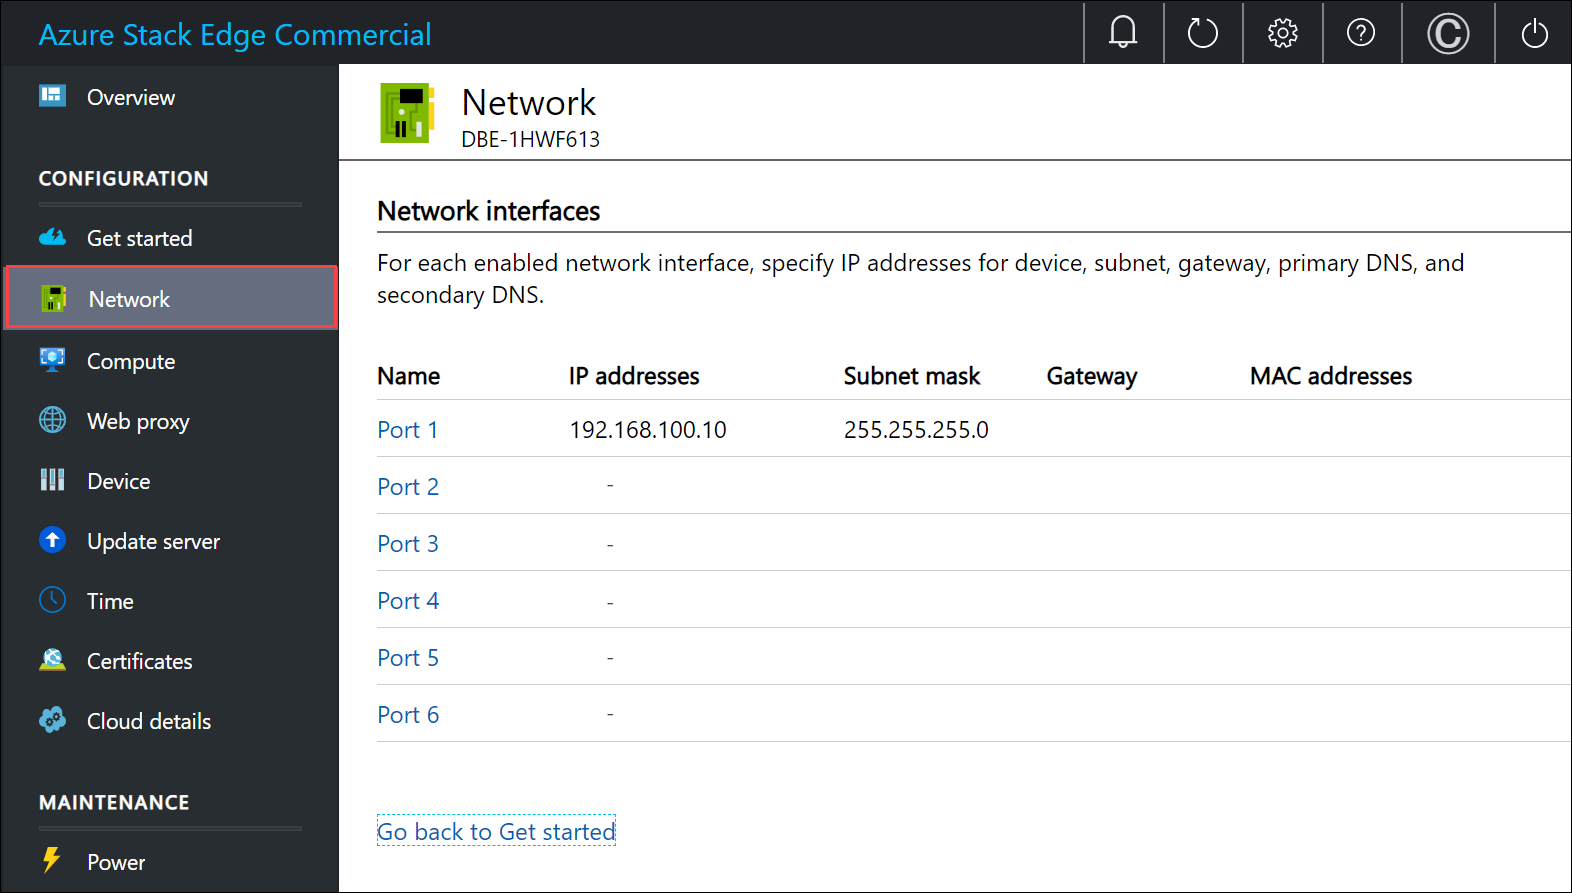 Azure Stack Edge Commercial
Overview
CONFIGURATION
Get started
Network
Compute
Web proxy
Device
Update server
Time
Certificates
Cloud details
MAINTENANCE
Power
Network
DBE-1HWF613
Network interfaces
For each enabled network interface, specify IP addresses for device, subnet, gateway, primary DNS, and
secondary DNS.
Name IP addresses Subnet mask Gateway MAC addresses
Port 1 192.168.100.10 255.255.255.0
Port 2 -
Port 3 -
Port 4 -
Port 5 -
Port 6 -
Go back to Get started